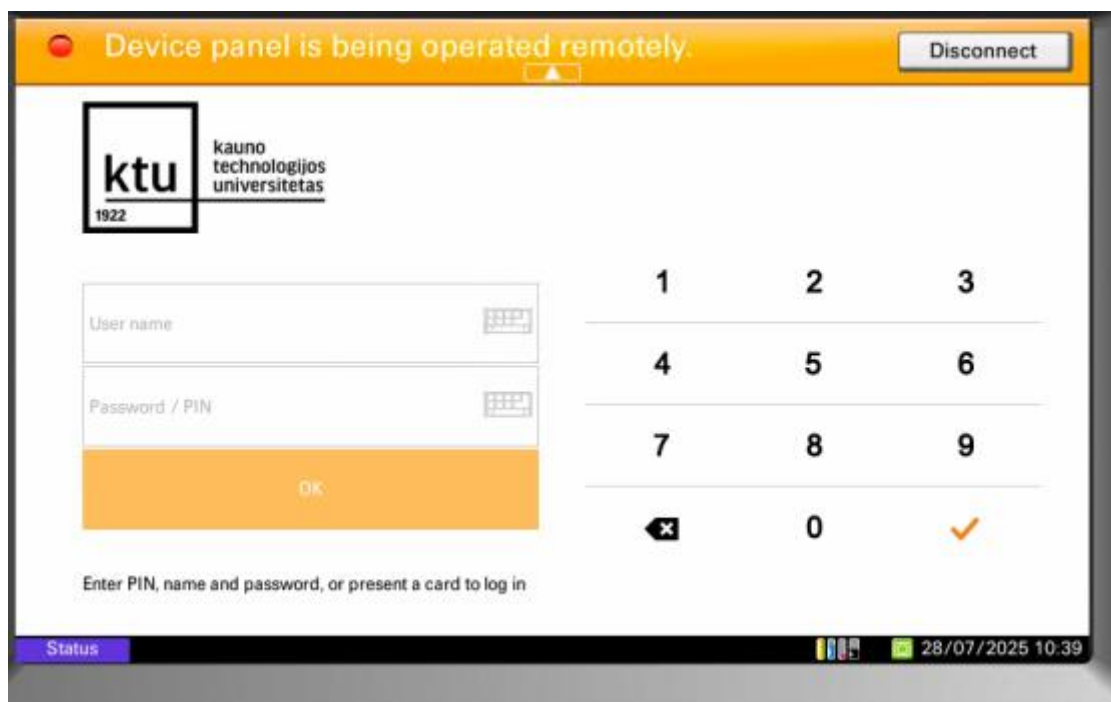 Device panel is being operated remotely.
Disconnect
ktu
1922
kauno
technologijos
universitetas
User name
Password / PIN
OK
1 2 3
4 5 6
7 8 9
0
Enter PIN, name and password, or present a card to log in
Status
28/07/2025 10:39